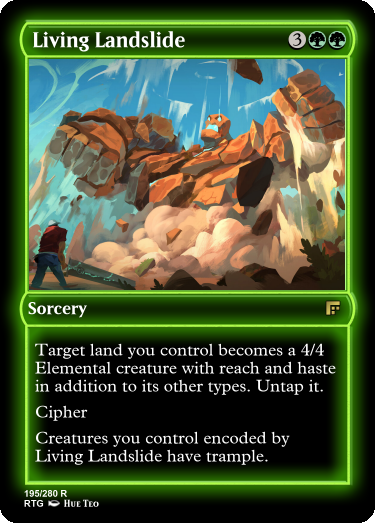 Living Landslide 3
Sorcery
Target land you control becomes a 4/4
Elemental creature with reach and haste
in addition to its other types. Untap it.
Cipher
Creatures you control encoded by
Living Landslide have trample.
195/280 R
RTG Hue Teo